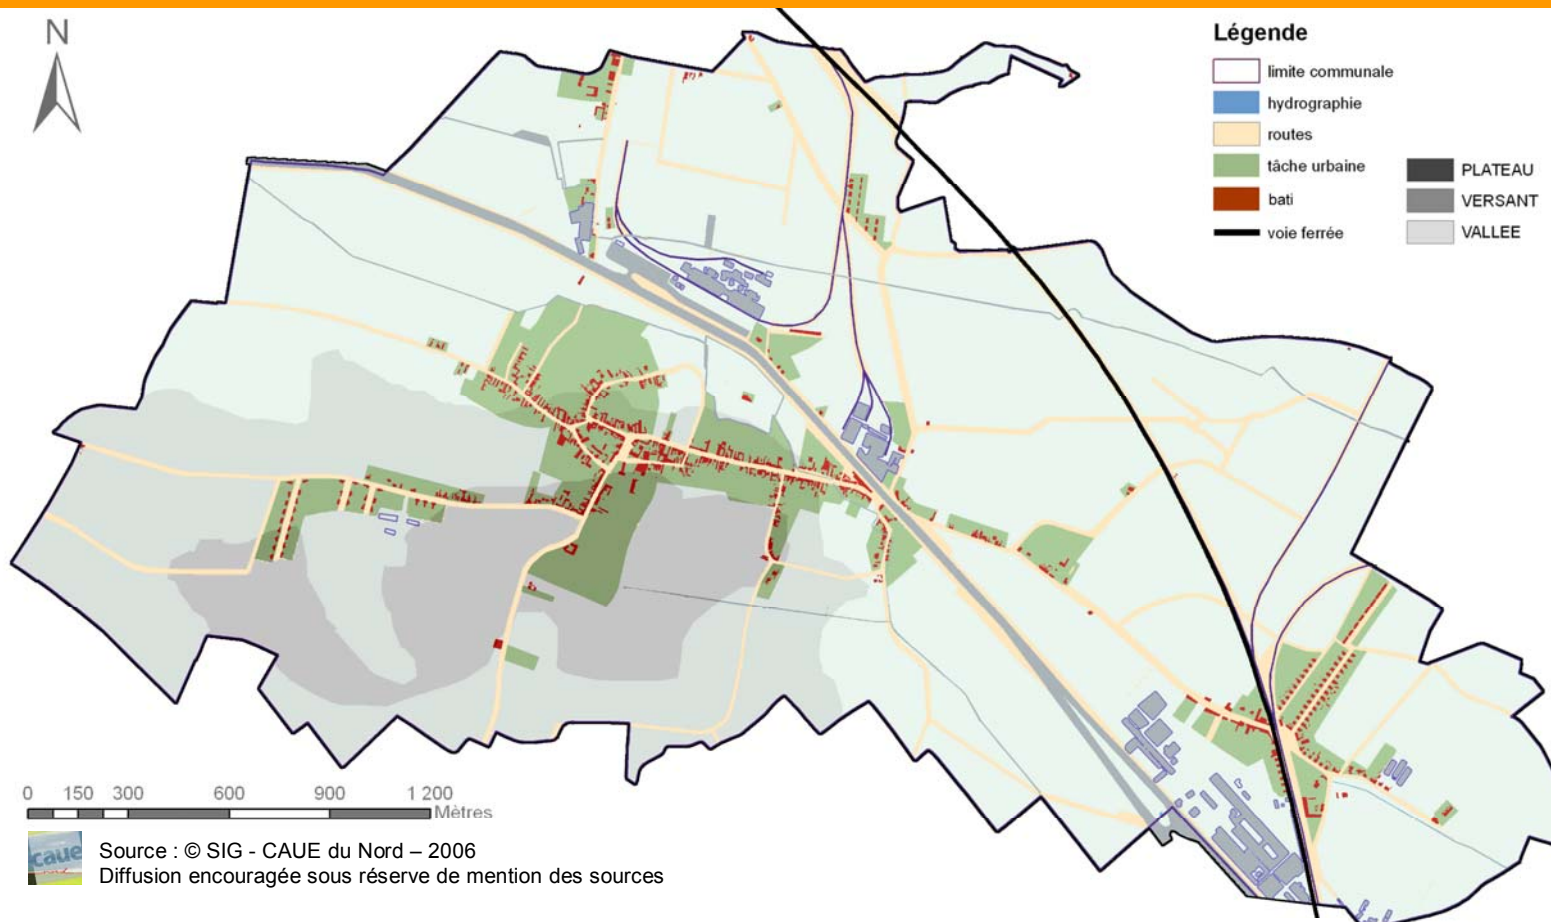 N
Légende
limite communale
hydrographie
routes
tâche urbaine
bati
voie ferrée
PLATEAU
VERSANT
VALLEE
0 150 300 600 900 1 200
Mètres
caue
Source : © SIG - CAUE du Nord – 2006
Diffusion encouragée sous réserve de mention des sources